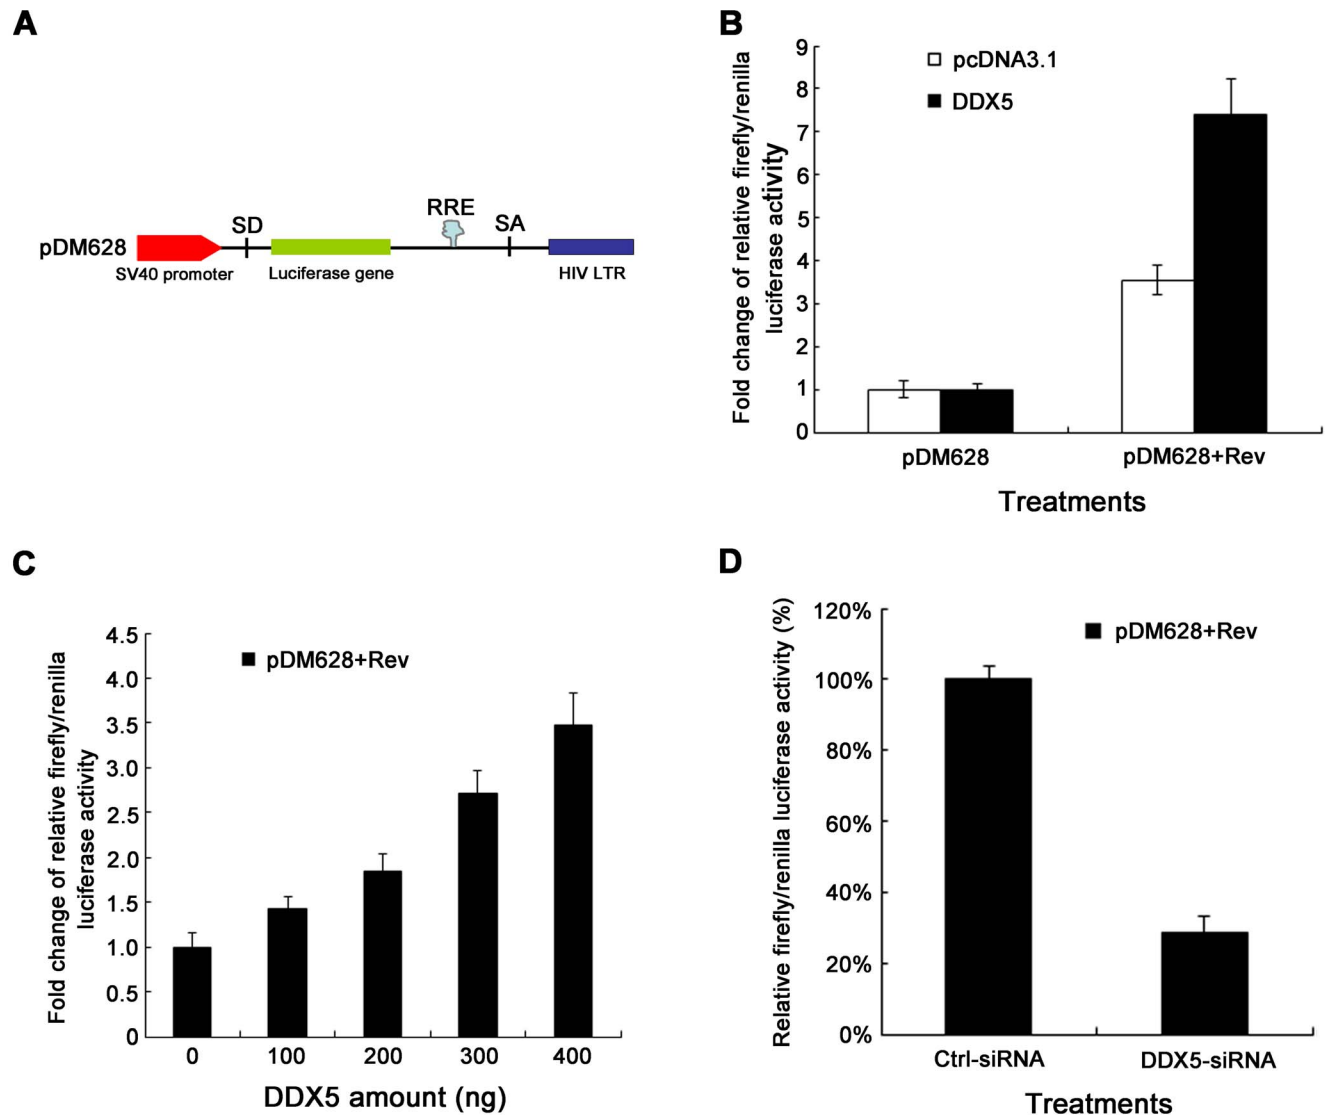 A
pDM628
SV40 promoter
SD
Luciferase gene
RRE
SA
HIV LTR
B
Fold change of relative firefly/renilla
luciferase activity
9
8
7
6
5
4
3
2
1
0
pcDNA3.1
DDX5
pDM628
pDM628+Rev
Treatments
C
Fold change of relative firefly/renilla
luciferase activity
4.5
4.0
3.5
3.0
2.5
2.0
1.5
1.0
0.5
0
pDM628+Rev
0
100
200
300
400
DDX5 amount (ng)
D
Relative firefly/renilla luciferase activity (%)
120%
100%
80%
60%
40%
20%
0%
pDM628+Rev
Ctrl-siRNA
DDX5-siRNA
Treatments